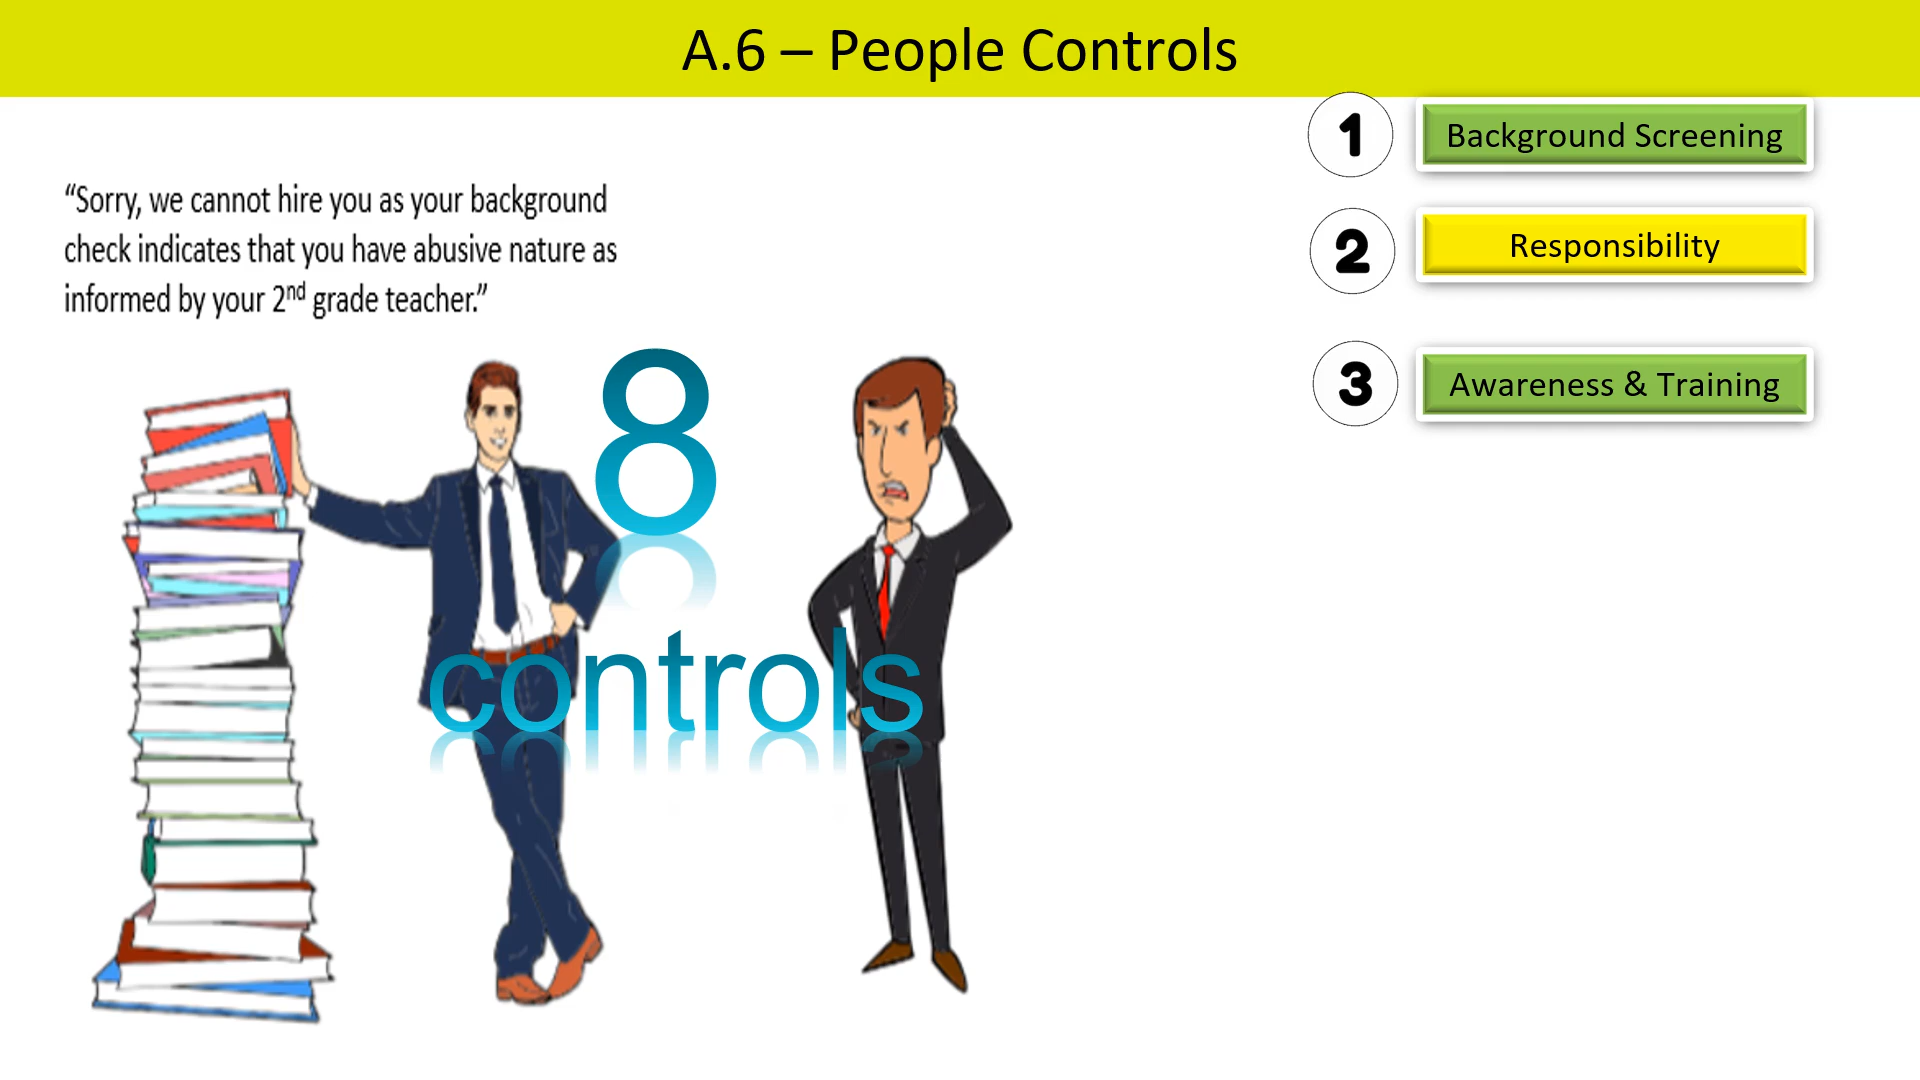 A.6 – People Controls
“Sorry, we cannot hire you as your background
check indicates that you have abusive nature as
informed by your 2nd grade teacher.”
8
controls
1 Background Screening
2 Responsibility
3 Awareness & Training